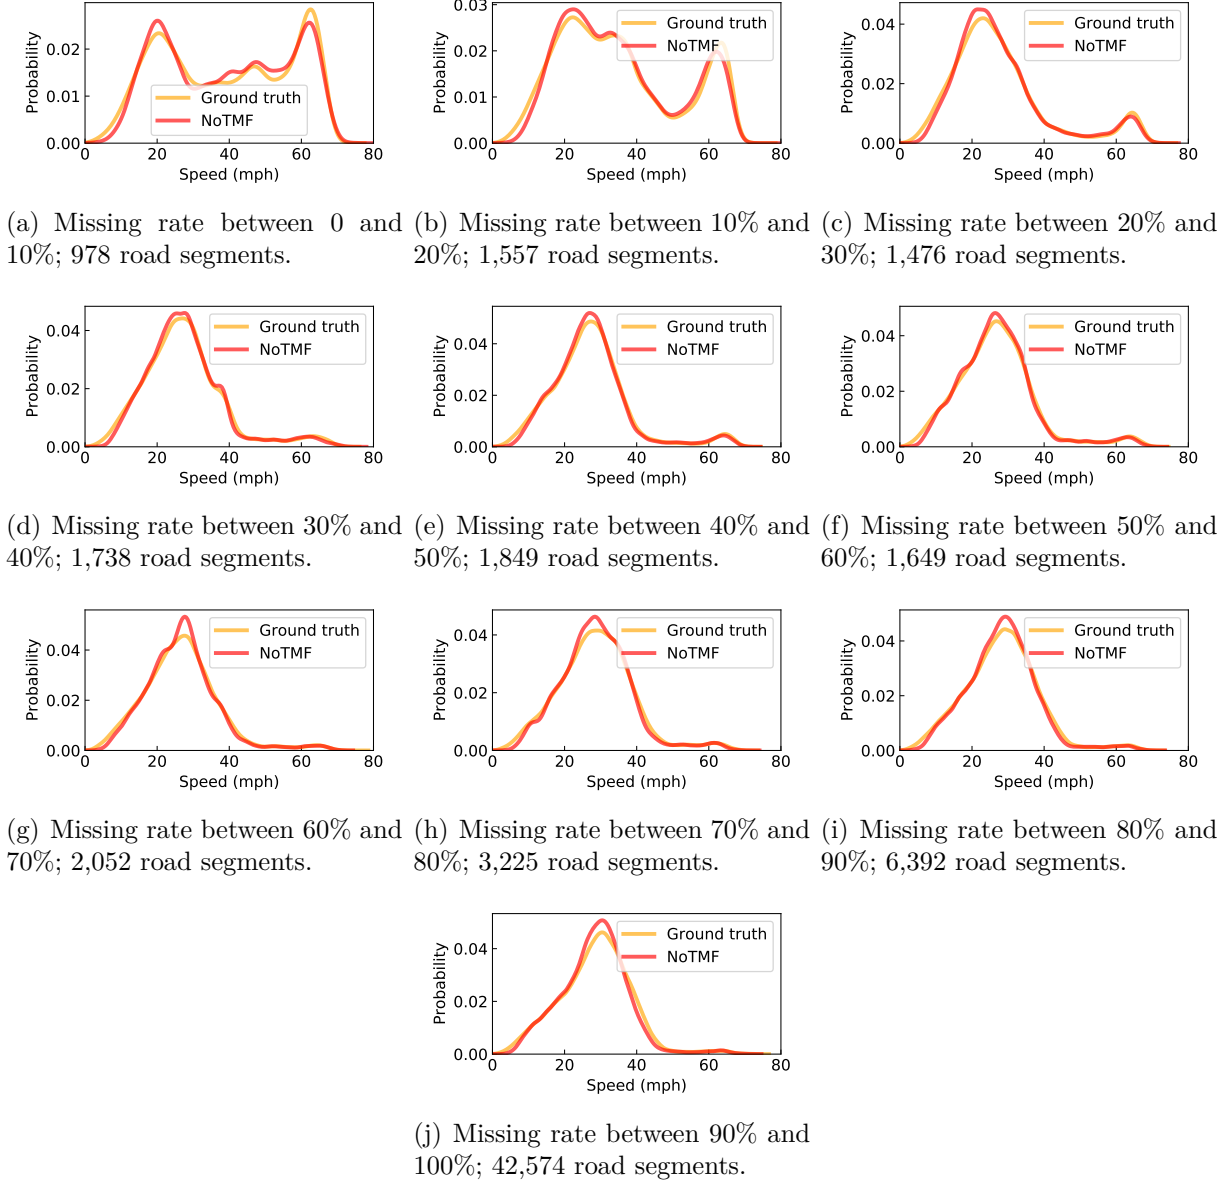 0.02
0.01
0.00
Probability
Ground truth
NoTMF
0 20 40 60 80
Speed (mph)
(a) Missing rate between 0 and
10%; 978 road segments.
0.03
0.02
0.01
0.00
Probability
Ground truth
NoTMF
0 20 40 60 80
Speed (mph)
(b) Missing rate between 10% and
20%; 1,557 road segments.
0.04
0.02
0.00
Probability
Ground truth
NoTMF
0 20 40 60 80
Speed (mph)
(c) Missing rate between 20% and
30%; 1,476 road segments.
0.04
0.02
0.00
Probability
Ground truth
NoTMF
0 20 40 60 80
Speed (mph)
(d) Missing rate between 30% and
40%; 1,738 road segments.
0.04
0.02
0.00
Probability
Ground truth
NoTMF
0 20 40 60 80
Speed (mph)
(e) Missing rate between 40% and
50%; 1,849 road segments.
0.04
0.02
0.00
Probability
Ground truth
NoTMF
0 20 40 60 80
Speed (mph)
(f) Missing rate between 50% and
60%; 1,649 road segments.
0.04
0.02
0.00
Probability
Ground truth
NoTMF
0 20 40 60 80
Speed (mph)
(g) Missing rate between 60% and
70%; 2,052 road segments.
0.04
0.02
0.00
Probability
Ground truth
NoTMF
0 20 40 60 80
Speed (mph)
(h) Missing rate between 70% and
80%; 3,225 road segments.
0.04
0.02
0.00
Probability
Ground truth
NoTMF
0 20 40 60 80
Speed (mph)
(i) Missing rate between 80% and
90%; 6,392 road segments.
0.04
0.02
0.00
Probability
Ground truth
NoTMF
0 20 40 60 80
Speed (mph)
(j) Missing rate between 90% and
100%; 42,574 road segments.